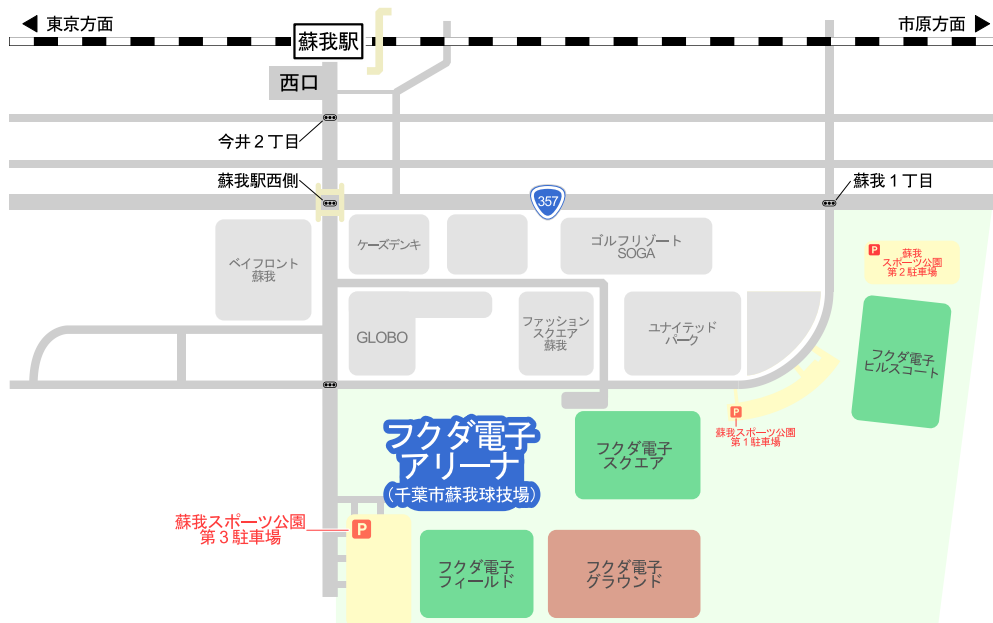 東京方面
市原方面
蘇我駅
西口
今井2丁目
蘇我駅西側
蘇我1丁目
357
ベイフロント
蘇我
ケーズデンキ
ゴルフリゾート
SOGA
P
蘇我
スポーツ公園
第2駐車場
GLOBO
ファッション
スクエア
蘇我
ユナイテッド
パーク
フクダ電子
ヒルスコート
P
蘇我スポーツ公園
第1駐車場
フクダ電子
アリーナ
（千葉市蘇我球技場）
フクダ電子
スクエア
蘇我スポーツ公園
第3駐車場
P
フクダ電子
フィールド
フクダ電子
グラウンド